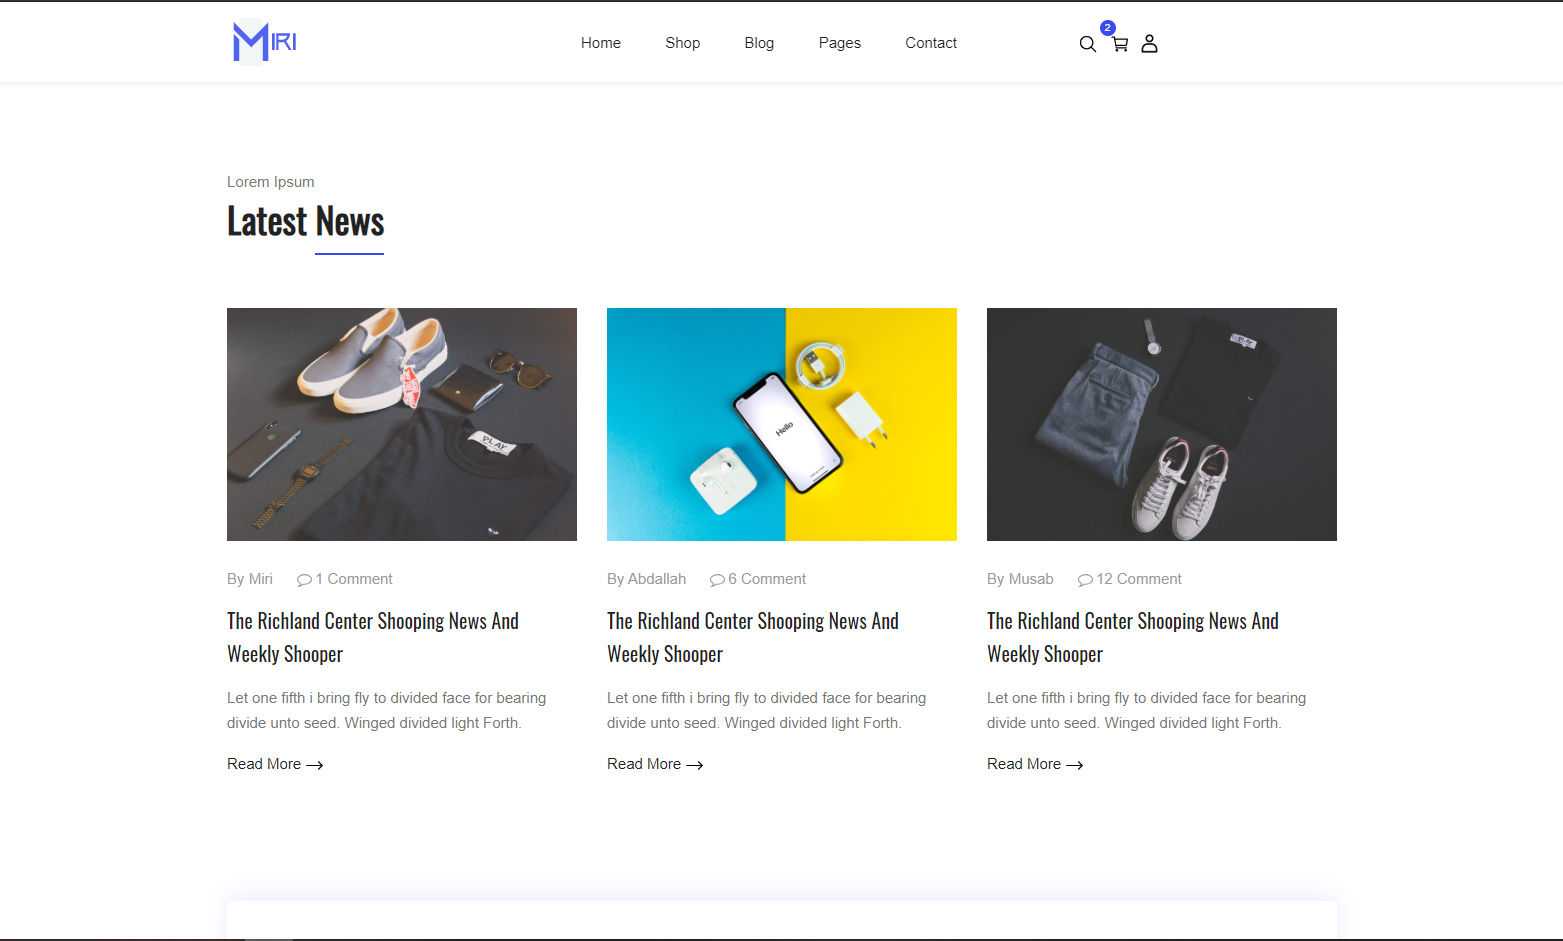 MIRI
Home Shop Blog Pages Contact
2
Lorem Ipsum
Latest News
PLAY
Hello
PLAY
By Miri 1 Comment
By Abdallah 6 Comment
By Musab 12 Comment
The Richland Center Shooping News And
Weekly Shooper
The Richland Center Shooping News And
Weekly Shooper
The Richland Center Shooping News And
Weekly Shooper
Let one fifth i bring fly to divided face for bearing
divide unto seed. Winged divided light Forth.
Let one fifth i bring fly to divided face for bearing
divide unto seed. Winged divided light Forth.
Let one fifth i bring fly to divided face for bearing
divide unto seed. Winged divided light Forth.
Read More
Read More
Read More